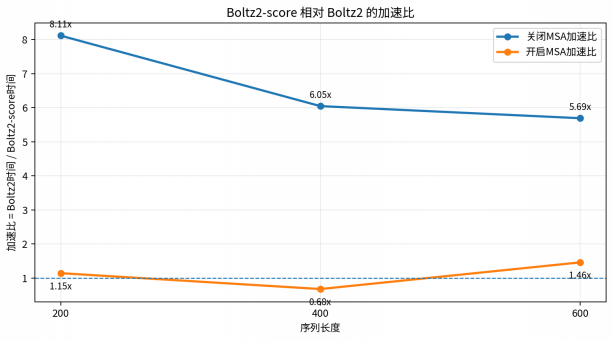 Boltz2-score 相对 Boltz2 的加速比
8.11x
关闭MSA加速比
开启MSA加速比
8
7
6.05x
5.69x
6
5
4
3
2
1
加速比 = Boltz2时间 / Boltz2-score时间
1.15x
0.68x
1.46x
200
400
600
序列长度